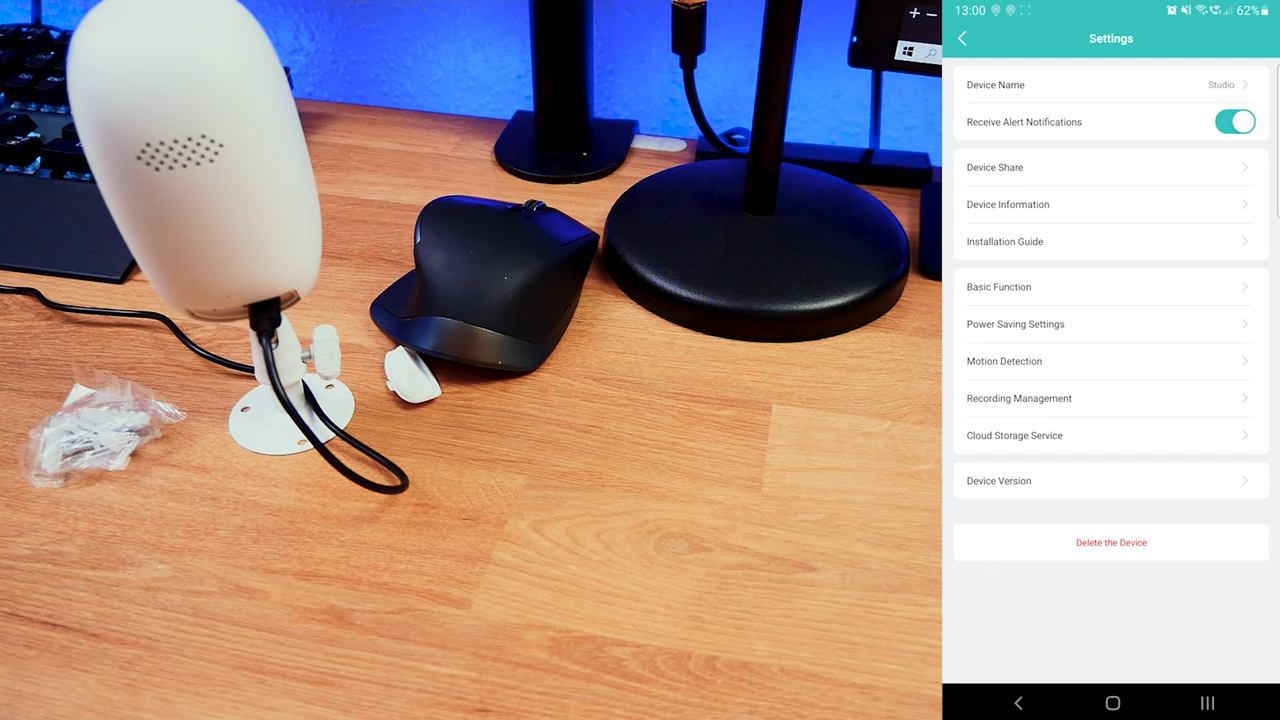 13:00
62%
Settings
Device Name
Studio
Receive Alert Notifications
Device Share
Device Information
Installation Guide
Basic Function
Power Saving Settings
Motion Detection
Recording Management
Cloud Storage Service
Device Version
Delete the Device